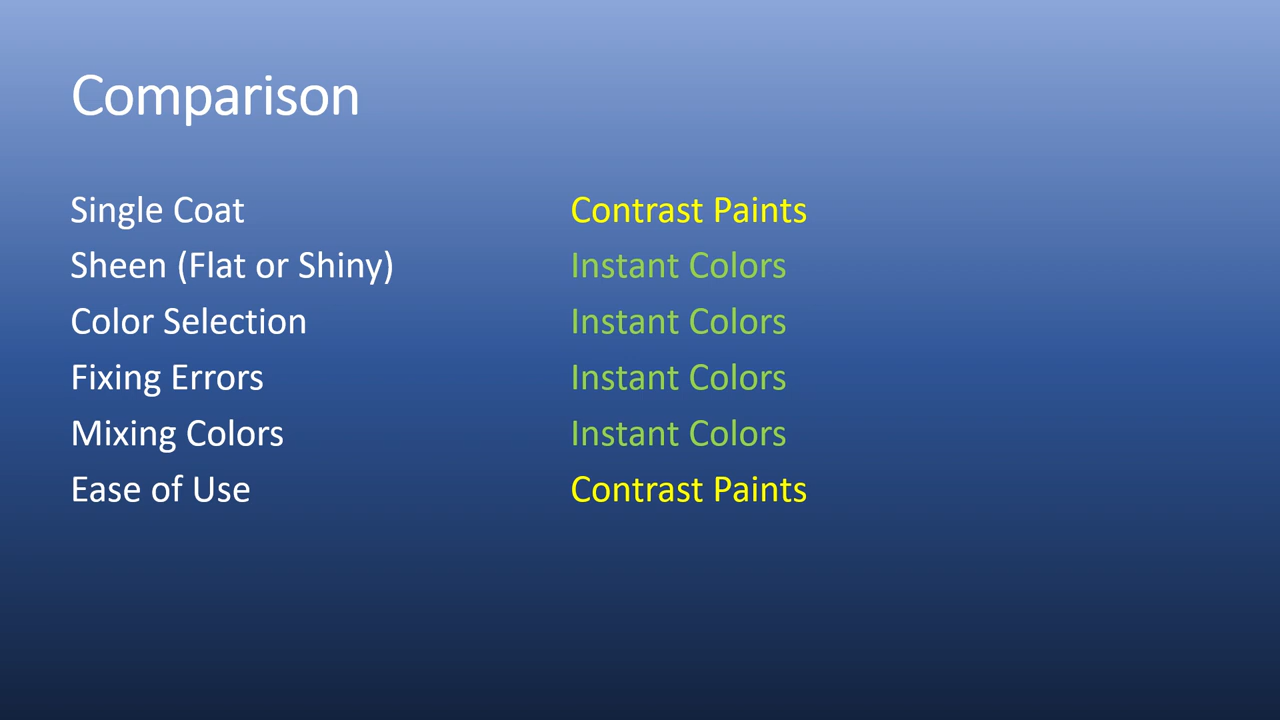 Comparison
Single Coat Contrast Paints
Sheen (Flat or Shiny) Instant Colors
Color Selection Instant Colors
Fixing Errors Instant Colors
Mixing Colors Instant Colors
Ease of Use Contrast Paints